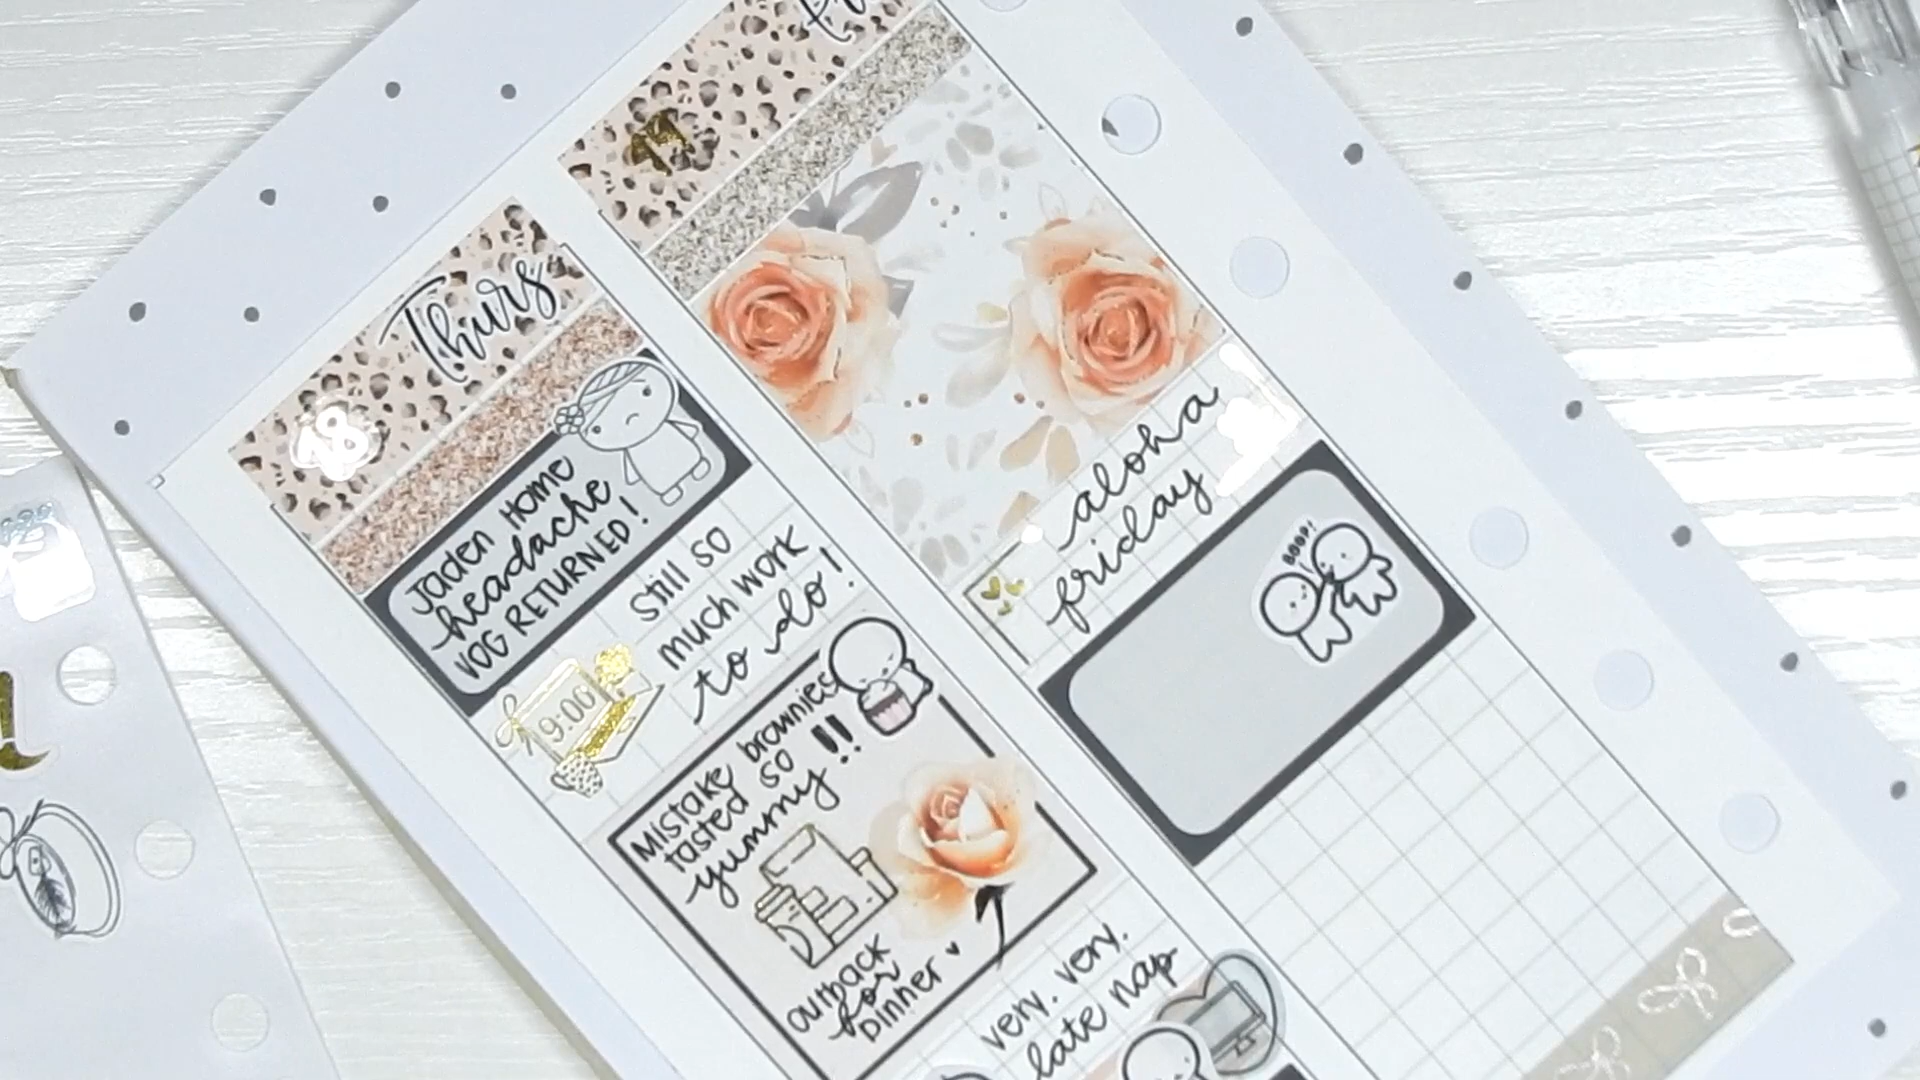 Thurs
18
Jaden Home
headache
VOG RETURNED!
Still so
much work
to do!
9:00
Mistake brownies
tasted so
yummy!!
outback
for
Dinner
very. very.
late nap
aloha
friday
BOOP!